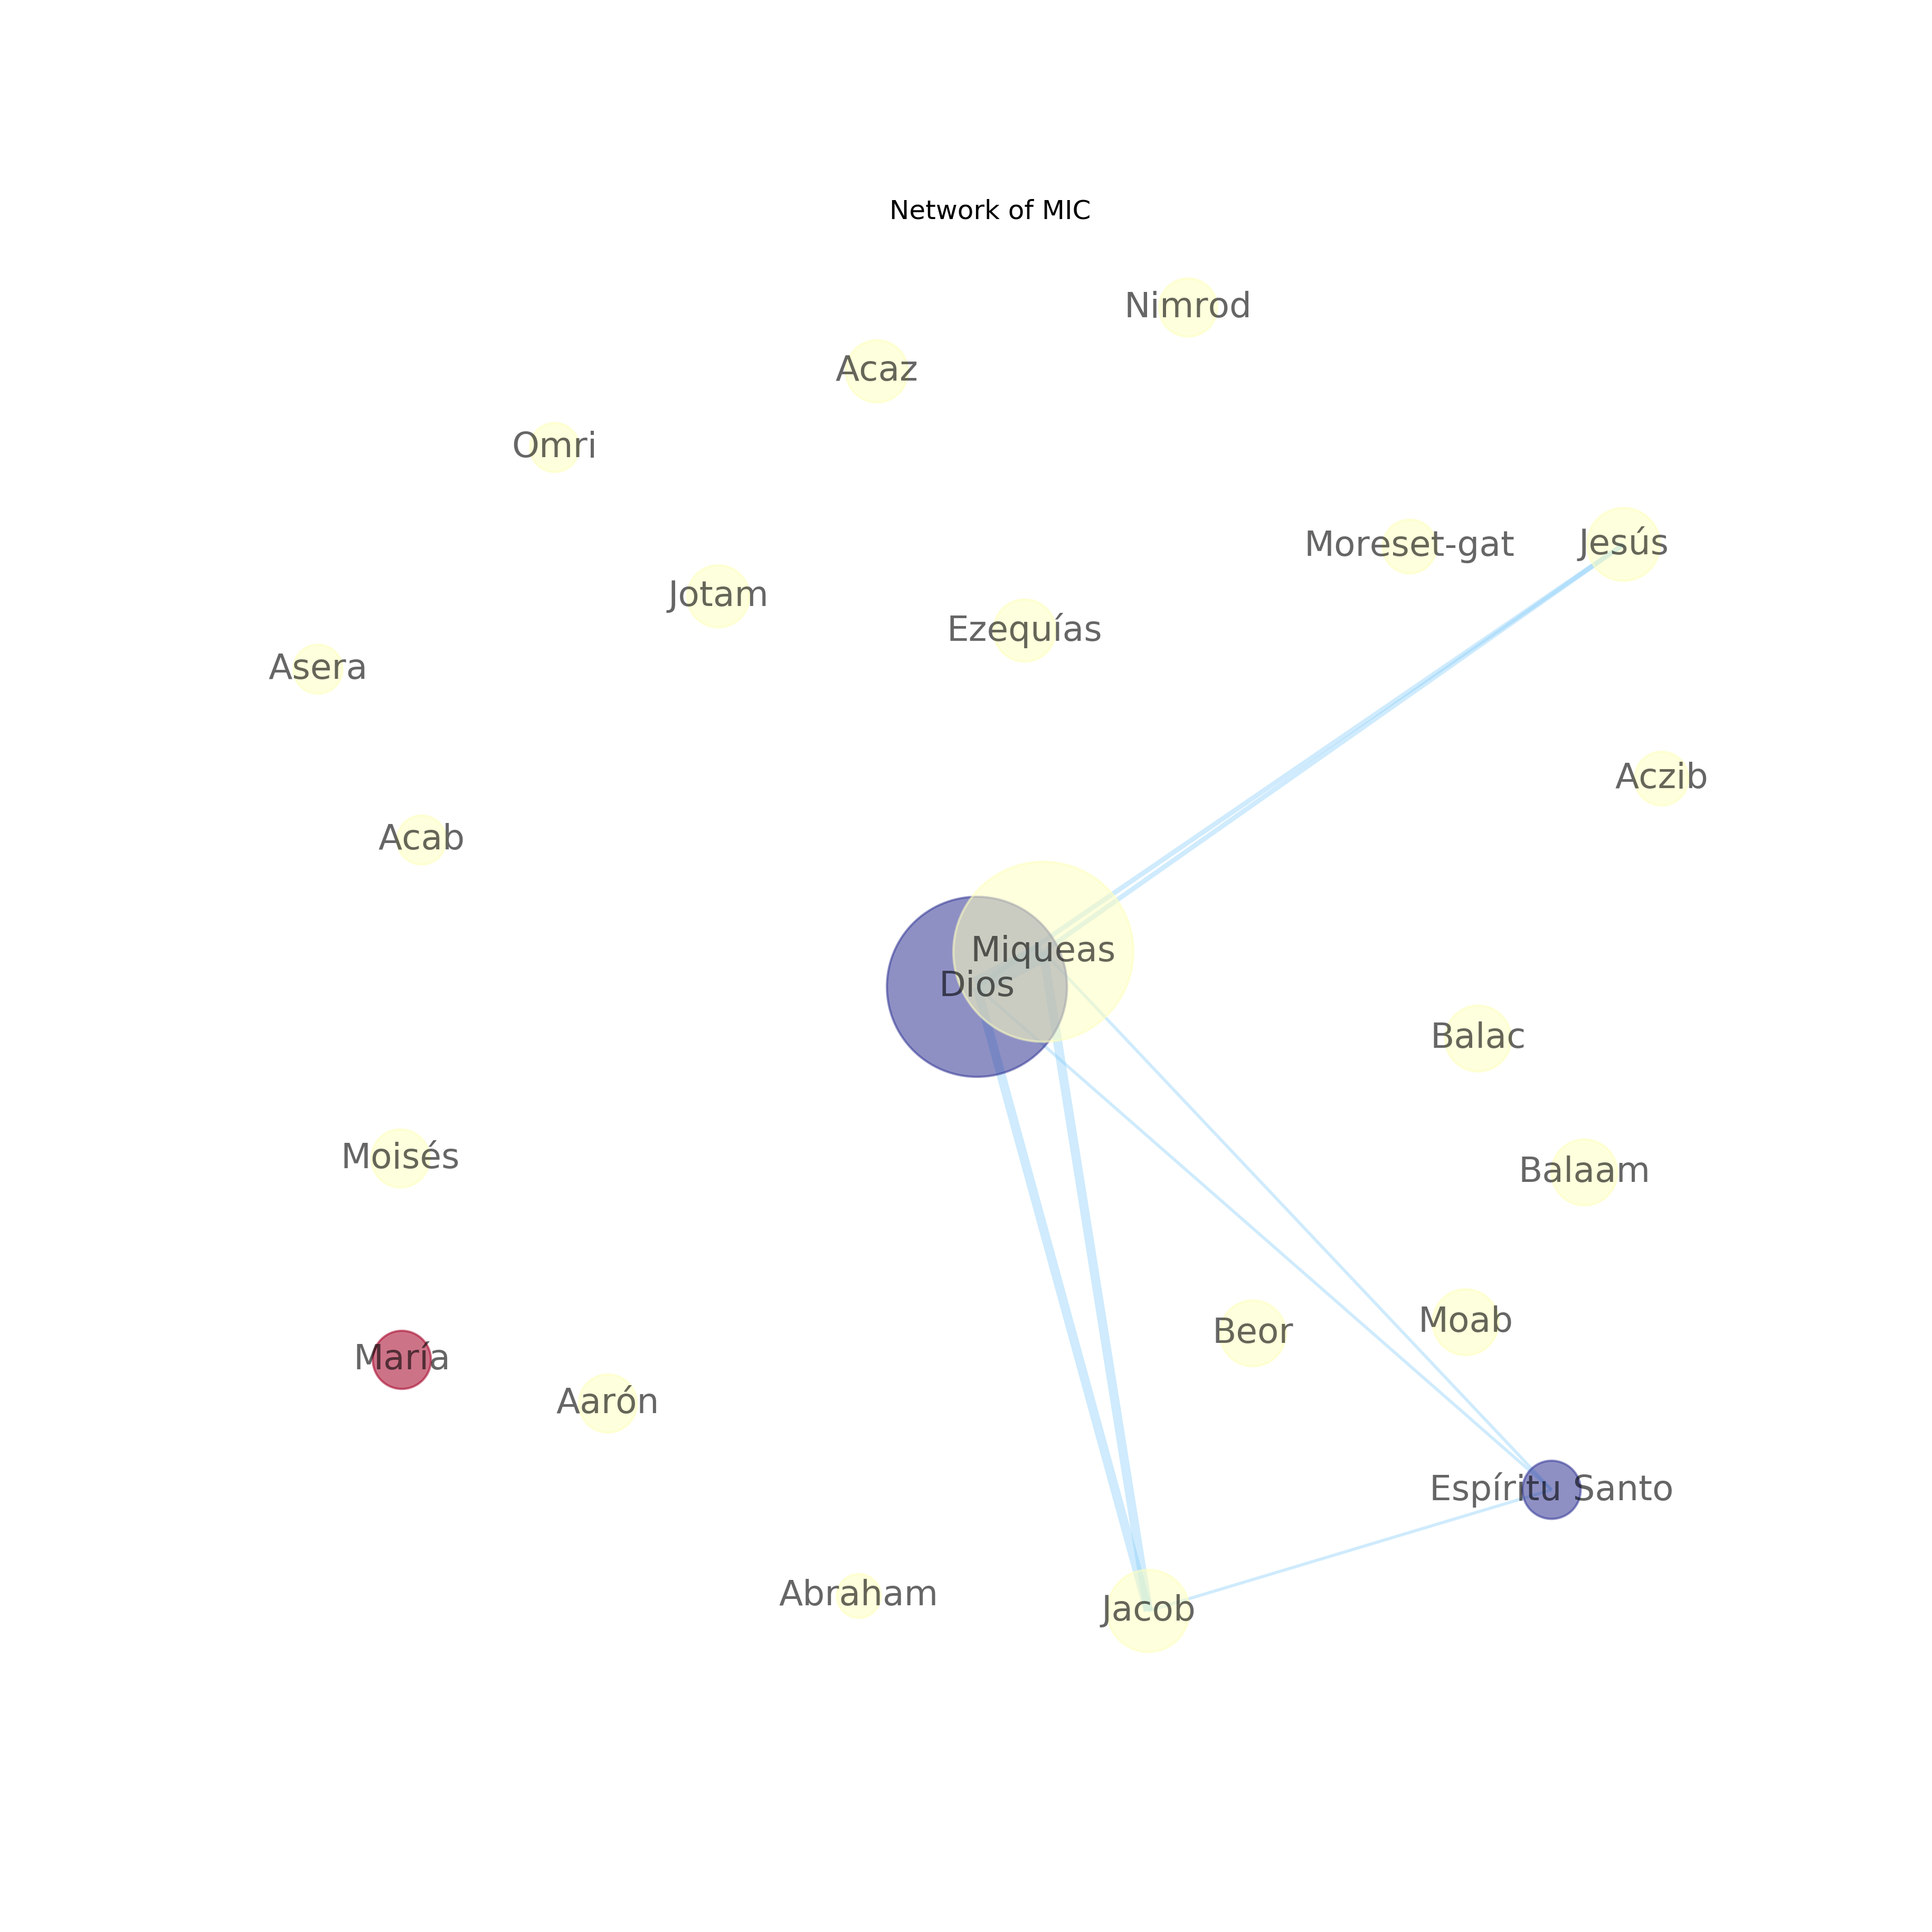 Network of MIC
Nimrod
Acaz
Omri
Moreset-gat
Jesús
Jotam
Ezequías
Asera
Aczib
Acab
Miqueas
Dios
Balac
Moisés
Balaam
Beor
Moab
María
Aarón
Espíritu Santo
Abraham
Jacob